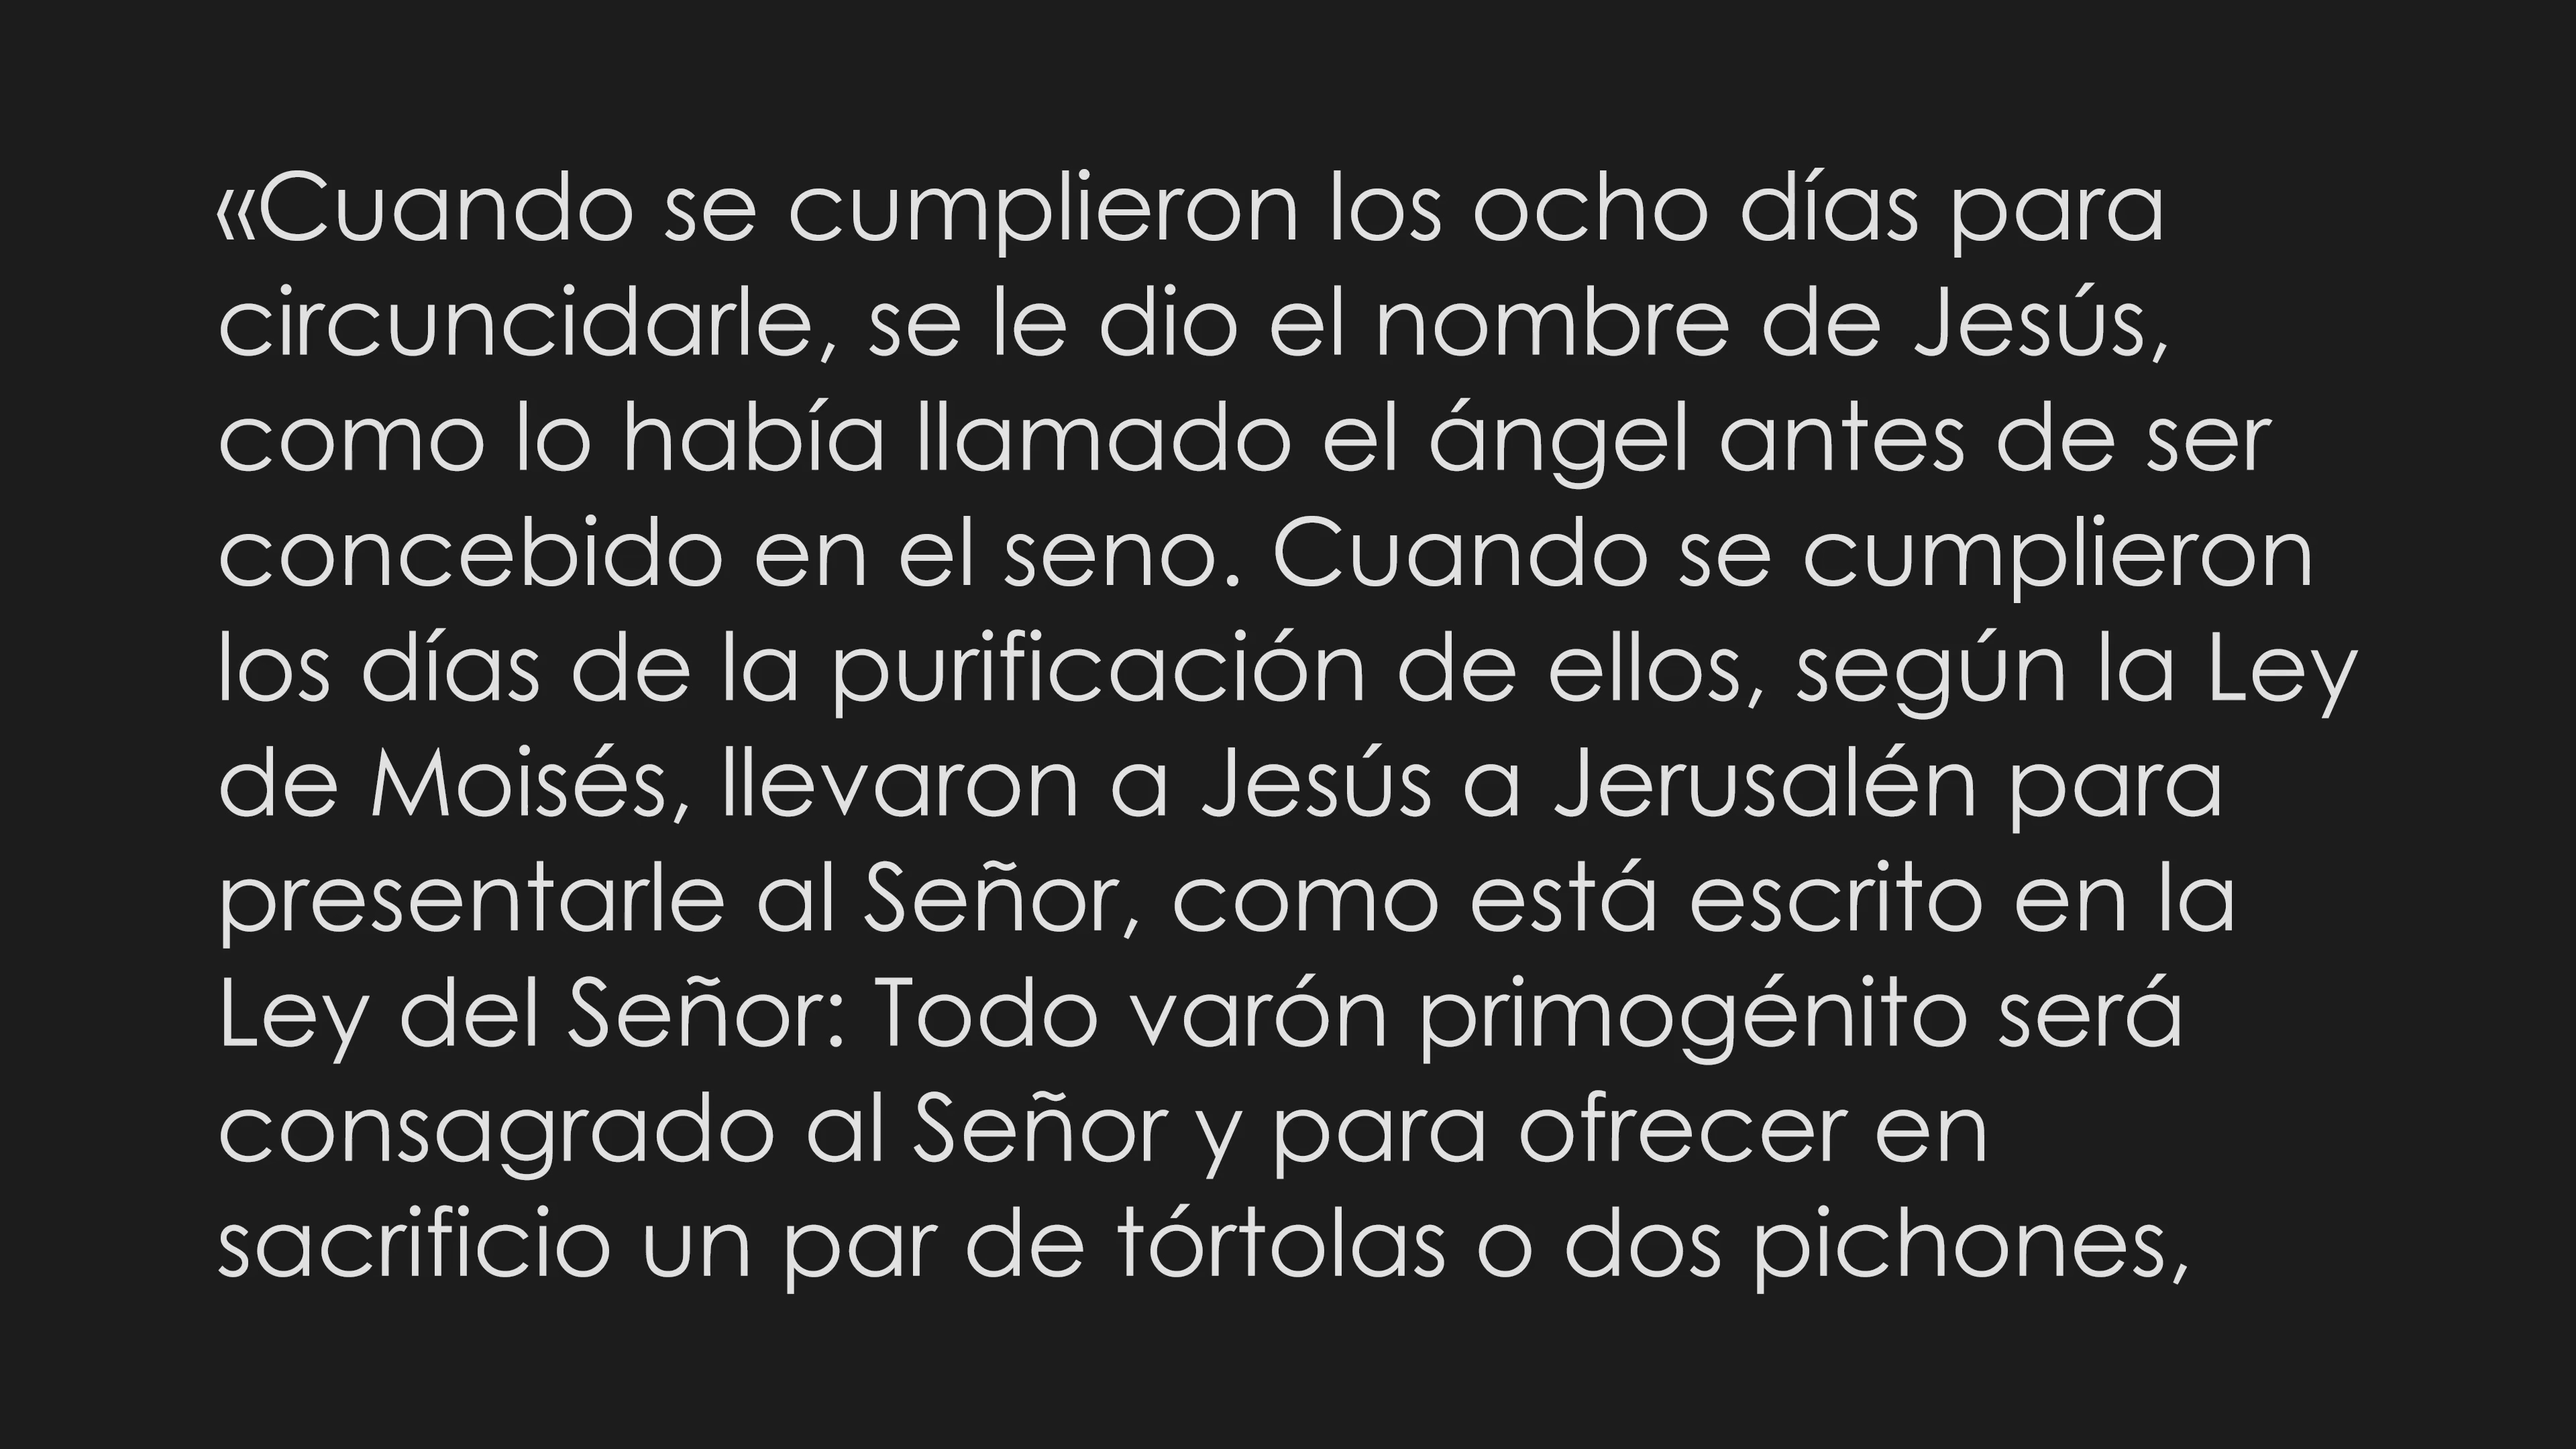 «Cuando se cumplieron los ocho días para
circuncidarle, se le dio el nombre de Jesús,
como lo había llamado el ángel antes de ser
concebido en el seno. Cuando se cumplieron
los días de la purificación de ellos, según la Ley
de Moisés, llevaron a Jesús a Jerusalén para
presentarle al Señor, como está escrito en la
Ley del Señor: Todo varón primogénito será
consagrado al Señor y para ofrecer en
sacrificio un par de tórtolas o dos pichones,